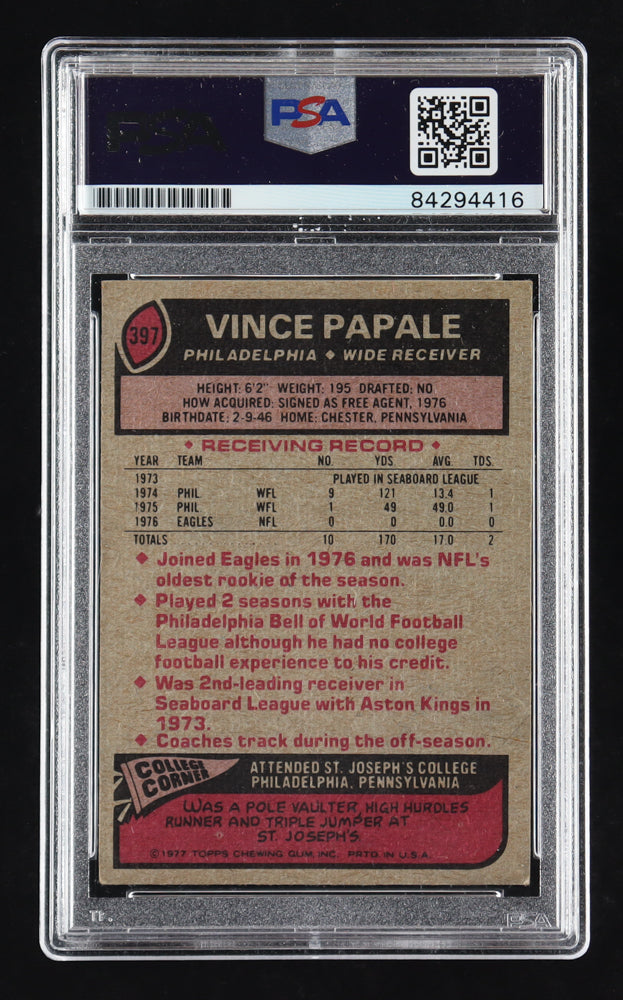 PSA
PSA
84294416
397
VINCE PAPALE
PHILADELPHIA ◆ WIDE RECEIVER
HEIGHT: 6'2" WEIGHT: 195 DRAFTED: NO
HOW ACQUIRED: SIGNED AS FREE AGENT, 1976
BIRTHDATE: 2-9-46 HOME: CHESTER, PENNSYLVANIA
◆ RECEIVING RECORD ◆
YEAR TEAM NO. YDS. AVG. TDS.
1973 PLAYED IN SEABOARD LEAGUE
1974 PHIL WFL 9 121 13.4 1
1975 PHIL WFL 1 49 49.0 1
1976 EAGLES NFL 0 0 0.0 0
TOTALS 10 170 17.0 2
◆ Joined Eagles in 1976 and was NFL's
oldest rookie of the season.
◆ Played 2 seasons with the
Philadelphia Bell of World Football
League although he had no college
football experience to his credit.
◆ Was 2nd-leading receiver in
Seaboard League with Aston Kings in
1973.
◆ Coaches track during the off-season.
COLLEGE
CORNER
ATTENDED ST. JOSEPH'S COLLEGE
PHILADELPHIA, PENNSYLVANIA
WAS A POLE VAULTER, HIGH HURDLES
RUNNER AND TRIPLE JUMPER AT
ST. JOSEPH'S.
© 1977 TOPPS CHEWING GUM, INC. PRTD. IN U.S.A.
PSA